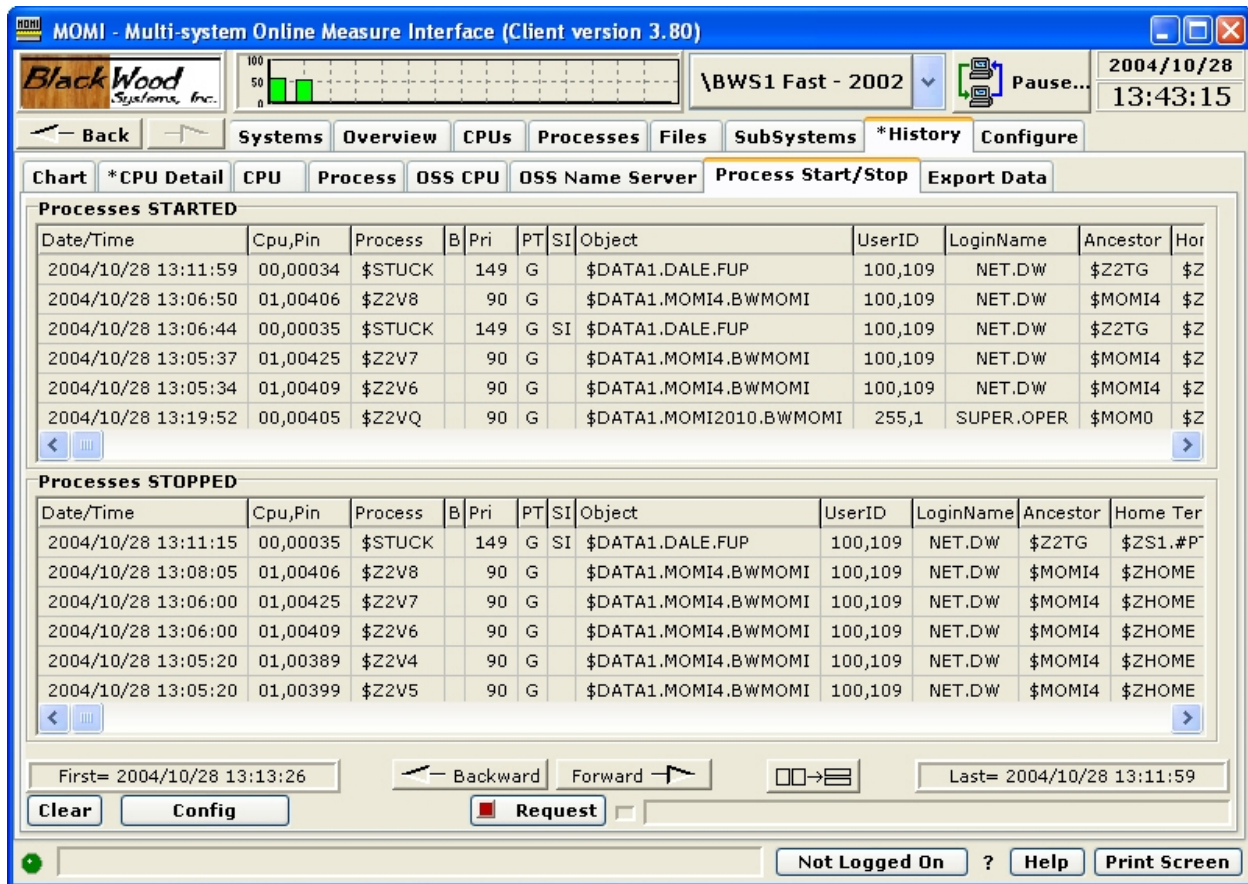 MOMI MOMI - Multi-system Online Measure Interface (Client version 3.80)
BlackWood Systems, Inc.
100
50
0
\BWS1 Fast - 2002
Pause...
2004/10/28
13:43:15
Back
Systems Overview CPUs Processes Files SubSystems *History Configure
Chart *CPU Detail CPU Process OSS CPU OSS Name Server Process Start/Stop Export Data
Processes STARTED
Date/Time Cpu,Pin Process B Pri PT SI Object UserID LoginName Ancestor Hor
2004/10/28 13:11:59 00,00034 $STUCK 149 G $DATA1.DALE.FUP 100,109 NET.DW $Z2TG $Z
2004/10/28 13:06:50 01,00406 $Z2V8 90 G $DATA1.MOMI4.BWMOMI 100,109 NET.DW $MOMI4 $Z
2004/10/28 13:06:44 00,00035 $STUCK 149 G SI $DATA1.DALE.FUP 100,109 NET.DW $Z2TG $Z
2004/10/28 13:05:37 01,00425 $Z2V7 90 G $DATA1.MOMI4.BWMOMI 100,109 NET.DW $MOMI4 $Z
2004/10/28 13:05:34 01,00409 $Z2V6 90 G $DATA1.MOMI4.BWMOMI 100,109 NET.DW $MOMI4 $Z
2004/10/28 13:19:52 00,00405 $Z2VQ 90 G $DATA1.MOMI2010.BWMOMI 255,1 SUPER.OPER $MOM0 $Z
Processes STOPPED
Date/Time Cpu,Pin Process B Pri PT SI Object UserID LoginName Ancestor Home Ter
2004/10/28 13:11:15 00,00035 $STUCK 149 G SI $DATA1.DALE.FUP 100,109 NET.DW $Z2TG $ZS1.#PT
2004/10/28 13:08:05 01,00406 $Z2V8 90 G $DATA1.MOMI4.BWMOMI 100,109 NET.DW $MOMI4 $ZHOME
2004/10/28 13:06:00 01,00425 $Z2V7 90 G $DATA1.MOMI4.BWMOMI 100,109 NET.DW $MOMI4 $ZHOME
2004/10/28 13:06:00 01,00409 $Z2V6 90 G $DATA1.MOMI4.BWMOMI 100,109 NET.DW $MOMI4 $ZHOME
2004/10/28 13:05:20 01,00389 $Z2V4 90 G $DATA1.MOMI4.BWMOMI 100,109 NET.DW $MOMI4 $ZHOME
2004/10/28 13:05:20 01,00399 $Z2V5 90 G $DATA1.MOMI4.BWMOMI 100,109 NET.DW $MOMI4 $ZHOME
First= 2004/10/28 13:13:26 Backward Forward Last= 2004/10/28 13:11:59
Clear Config Request
Not Logged On ? Help Print Screen